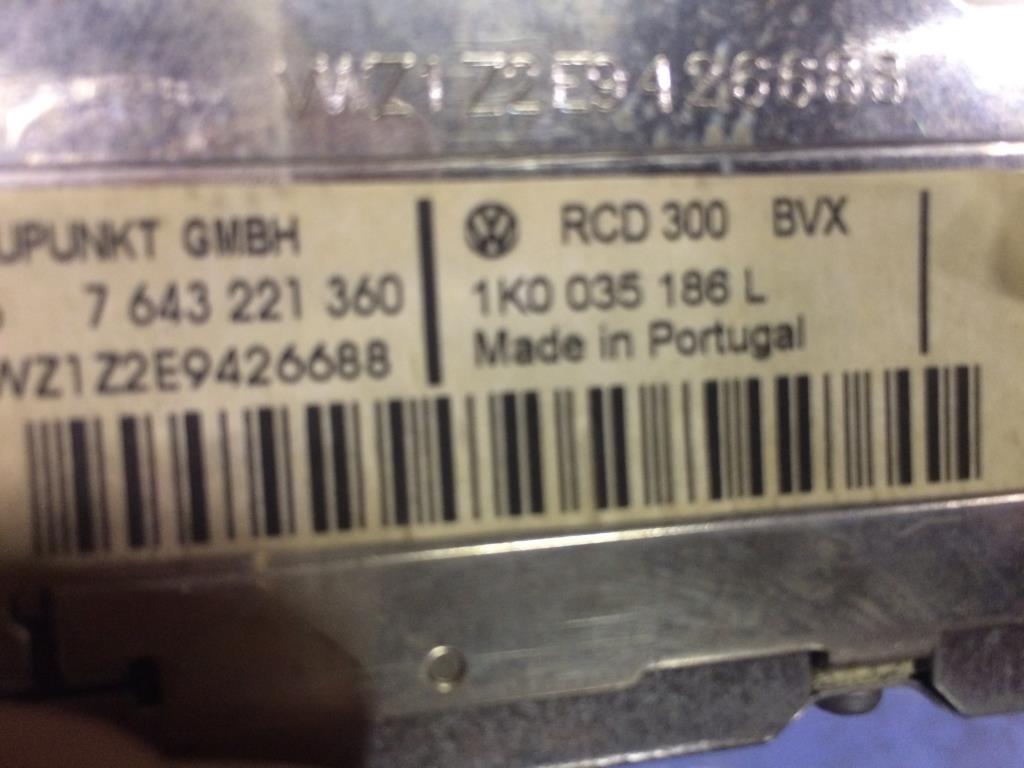 WZ1Z2E9426688
UPUNKT GMBH
7 643 221 360
WZ1Z2E9426688
RCD 300 BVX
1K0 035 186 L
Made in Portugal